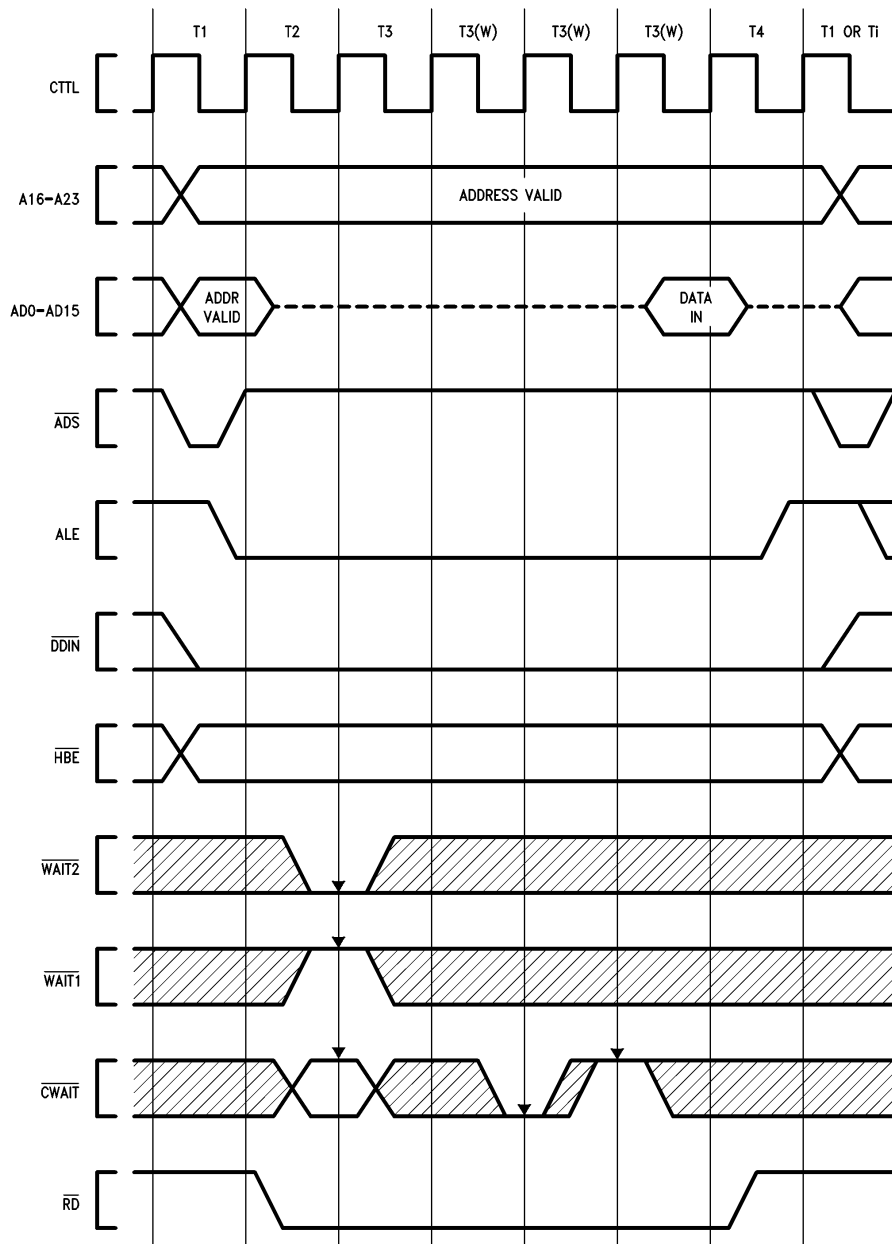 T1 T2 T3 T3(W) T3(W) T3(W) T4 T1 OR Ti
CTTL
A16–A23
ADDRESS VALID
AD0–AD15
ADDR
VALID
DATA
IN
ADS
ALE
DDIN
HBE
WAIT2
WAIT1
CWAIT
RD